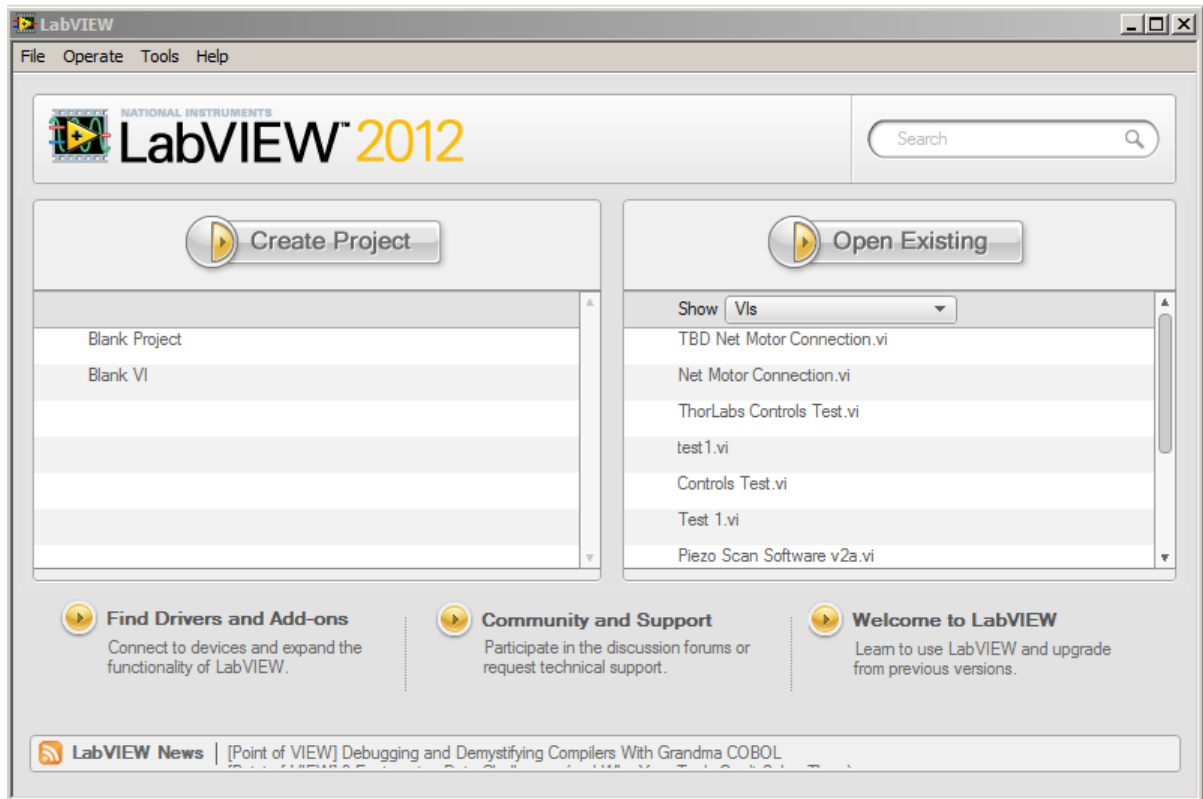 LabVIEW
File Operate Tools Help
NATIONAL INSTRUMENTS
LabVIEW™ 2012
Search
Create Project
Blank Project
Blank VI
Open Existing
Show VIs
TBD Net Motor Connection.vi
Net Motor Connection.vi
ThorLabs Controls Test.vi
test1.vi
Controls Test.vi
Test 1.vi
Piezo Scan Software v2a.vi
Find Drivers and Add-ons
Connect to devices and expand the
functionality of LabVIEW.
Community and Support
Participate in the discussion forums or
request technical support.
Welcome to LabVIEW
Learn to use LabVIEW and upgrade
from previous versions.
LabVIEW News | [Point of VIEW] Debugging and Demystifying Compilers With Grandma COBOL